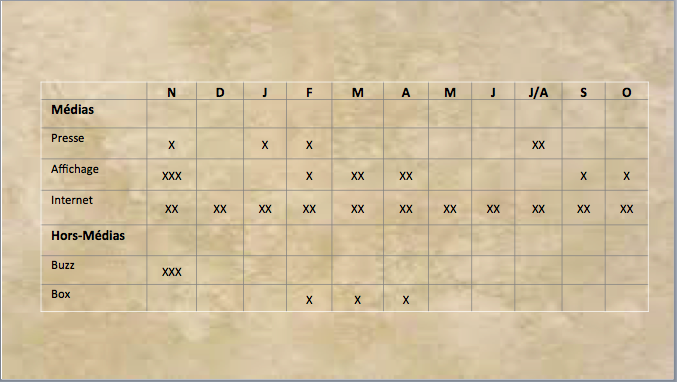 N D J F M A M J J/A S O
Médias
Presse X X X XX
Affichage XXX X XX XX X X
Internet XX XX XX XX XX XX XX XX XX XX XX
Hors-Médias
Buzz XXX
Box X X X